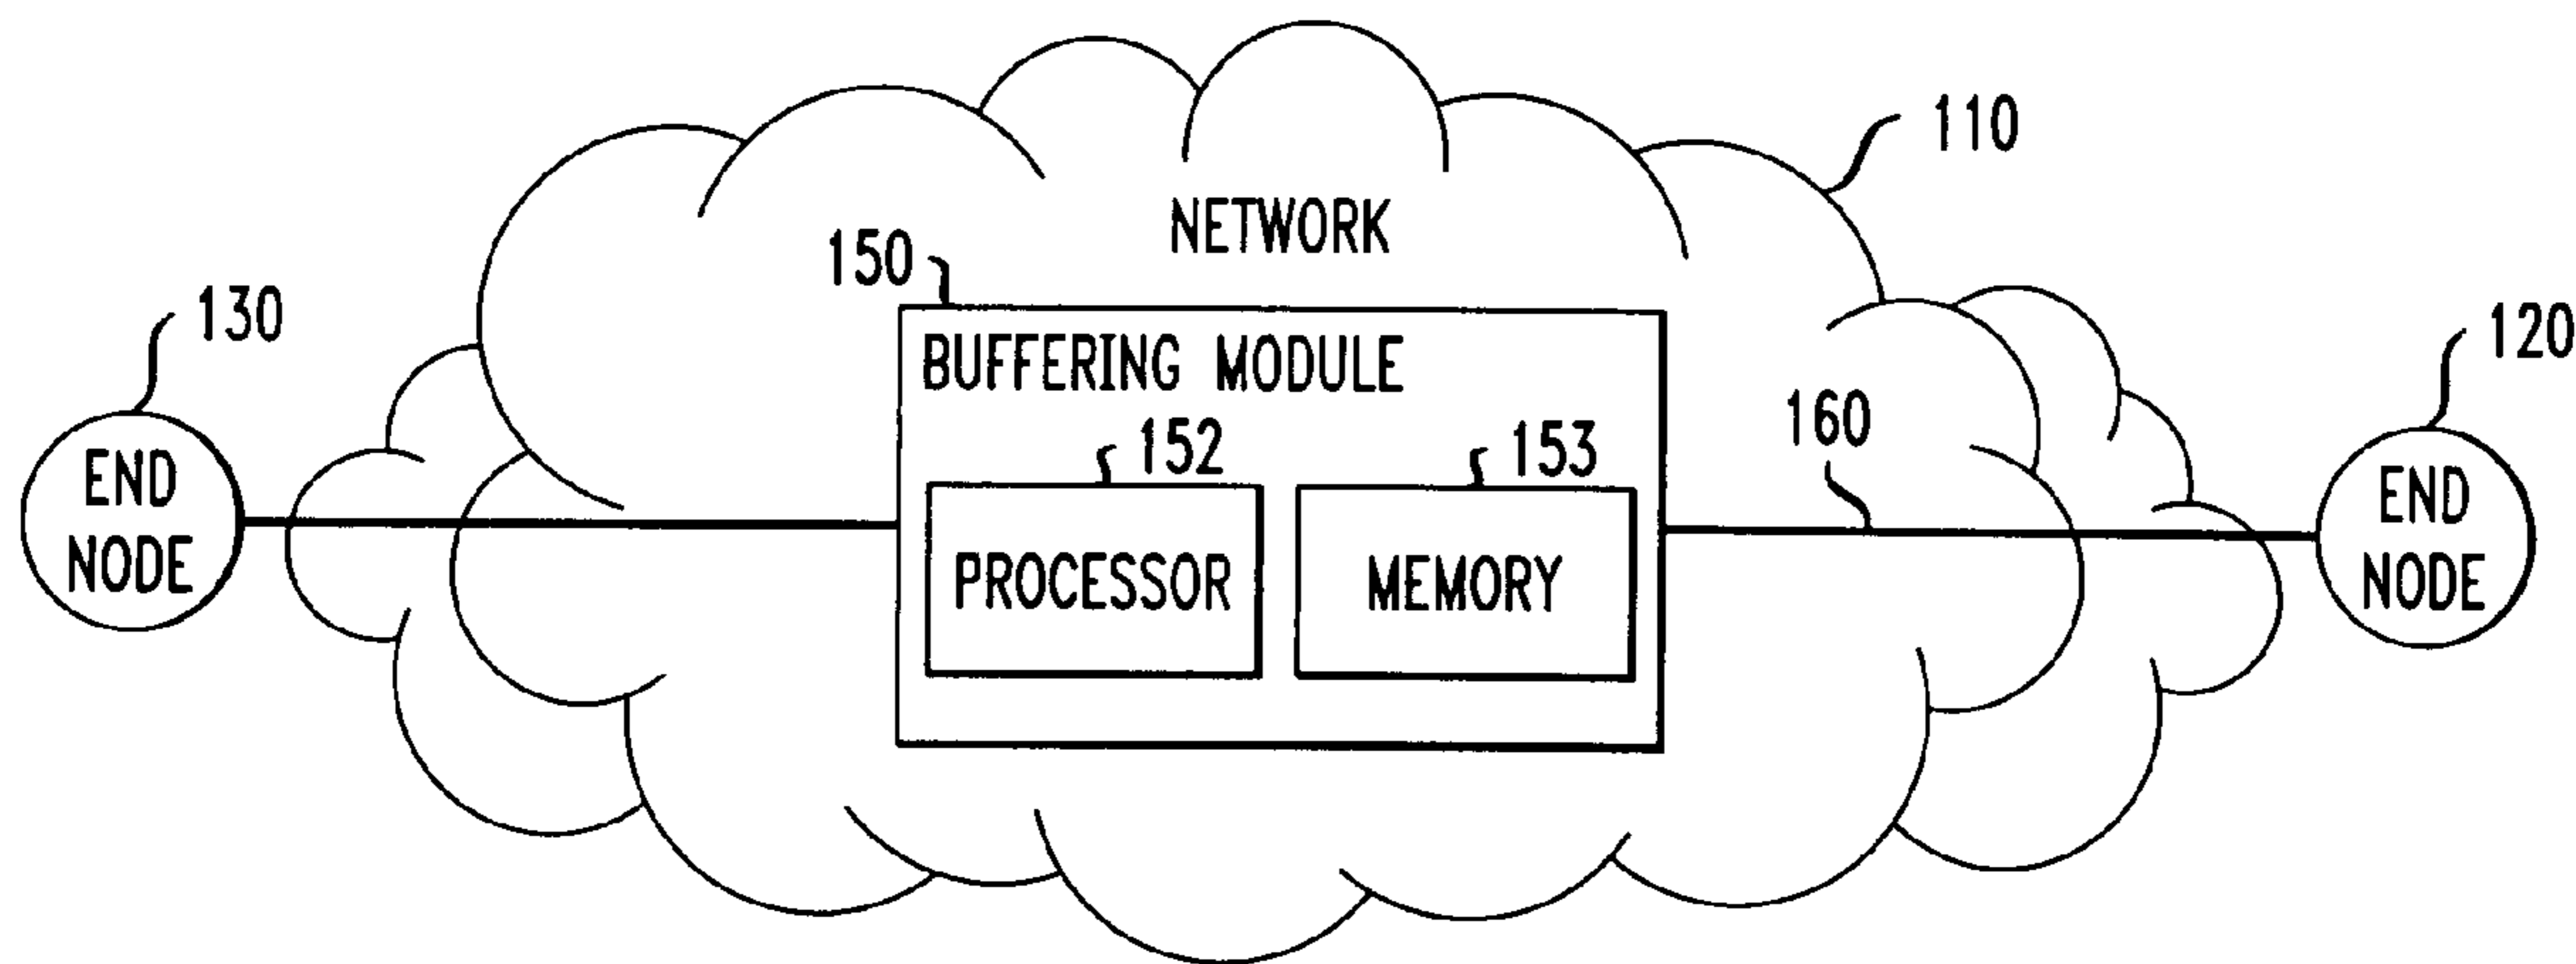 110
NETWORK
150
130
120
BUFFERING MODULE
160
152
153
END
NODE
PROCESSOR
MEMORY
END
NODE